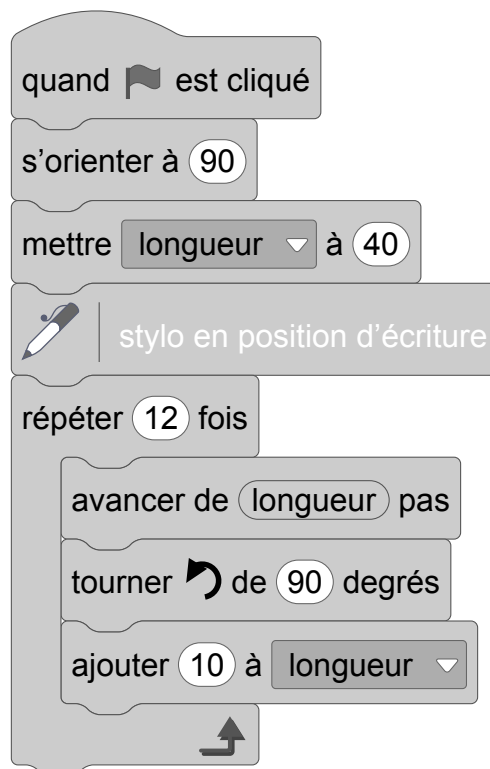 quand est cliqué
s’orienter à 90
mettre longueur à 40
stylo en position d’écriture
répéter 12 fois
avancer de longueur pas
tourner de 90 degrés
ajouter 10 à longueur